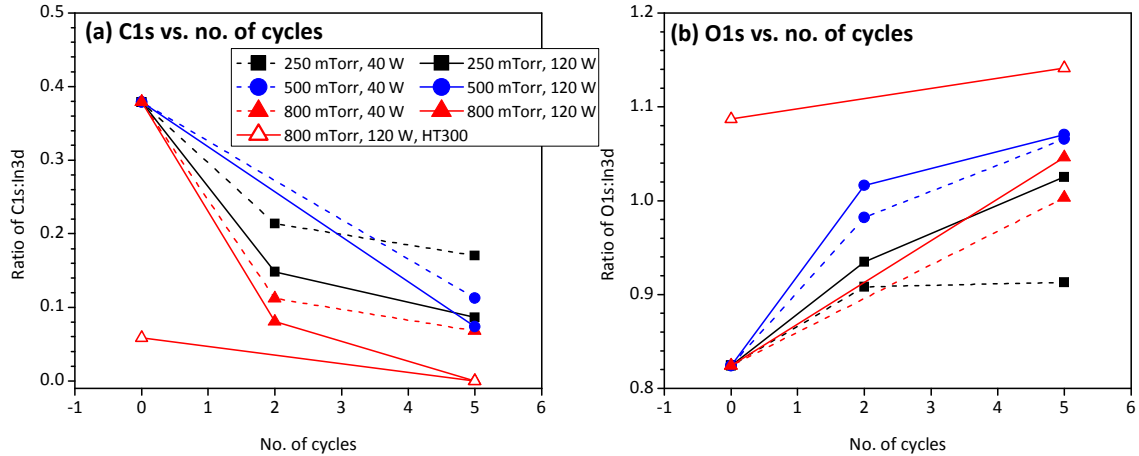 (a) C1s vs. no. of cycles
250 mTorr, 40 W
250 mTorr, 120 W
500 mTorr, 40 W
500 mTorr, 120 W
800 mTorr, 40 W
800 mTorr, 120 W
800 mTorr, 120 W, HT300
Ratio of C1s:In3d
0.5
0.4
0.3
0.2
0.1
0.0
-1 0 1 2 3 4 5 6
No. of cycles
(b) O1s vs. no. of cycles
Ratio of O1s:In3d
1.2
1.1
1.0
0.9
0.8
-1 0 1 2 3 4 5 6
No. of cycles